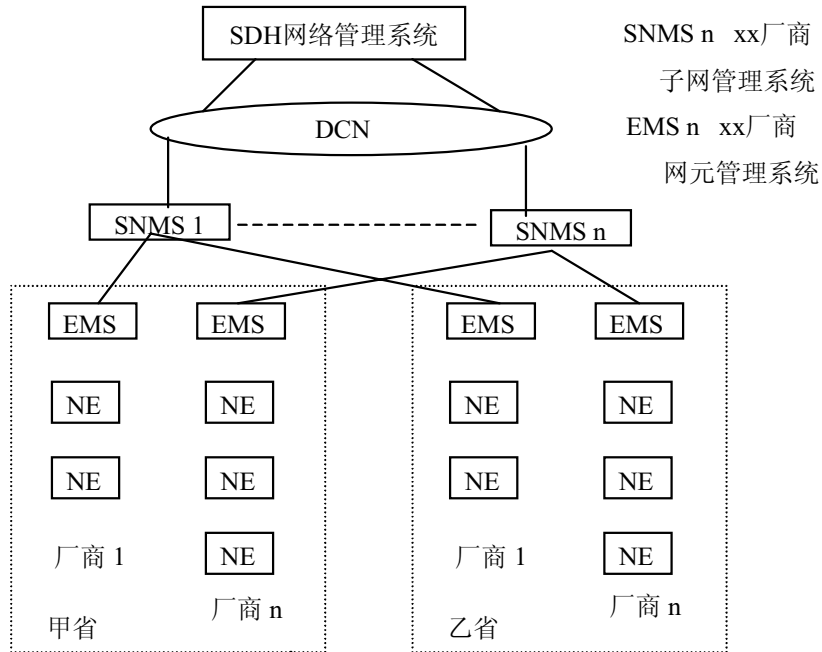 SDH网络管理系统
SNMS n xx厂商
子网管理系统
DCN
EMS n xx厂商
网元管理系统
SNMS 1
SNMS n
EMS EMS EMS EMS
NE NE NE NE
NE NE NE NE
厂商 1 NE 厂商 1 NE
厂商 n 厂商 n
甲省 乙省